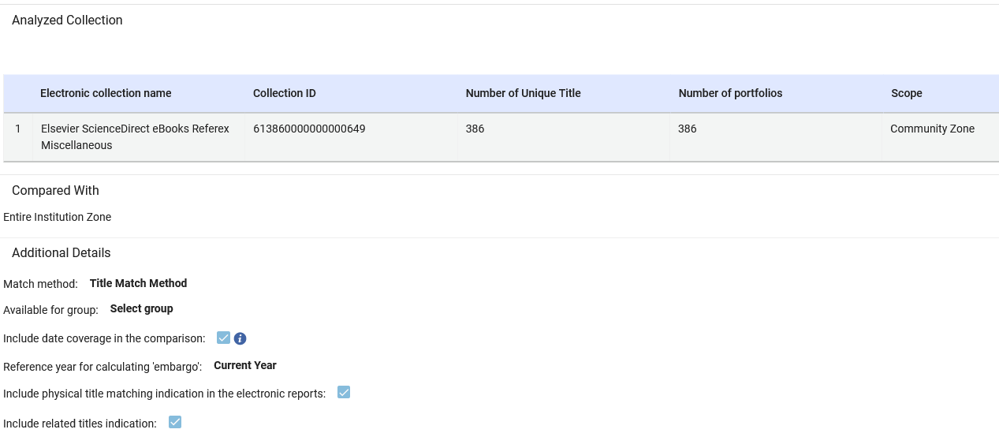 Analyzed Collection
Electronic collection name Collection ID Number of Unique Title Number of portfolios Scope
1 Elsevier ScienceDirect eBooks Referex 613860000000000649 386 386 Community Zone
Miscellaneous
Compared With
Entire Institution Zone
Additional Details
Match method: Title Match Method
Available for group: Select group
Include date coverage in the comparison:
Reference year for calculating 'embargo': Current Year
Include physical title matching indication in the electronic reports:
Include related titles indication: